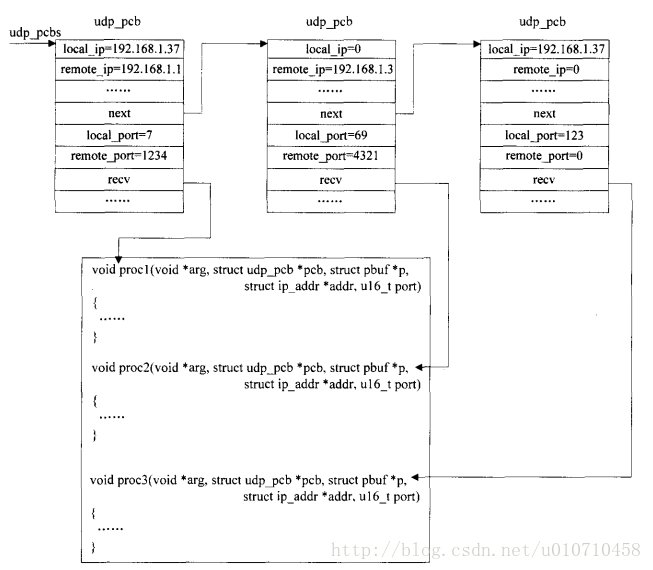 udp_pcb
udp_pcb
udp_pcb
udp_pcbs
local_ip=192.168.1.37
remote_ip=192.168.1.1
……
next
local_port=7
remote_port=1234
recv
……
local_ip=0
remote_ip=192.168.1.3
……
next
local_port=69
remote_port=4321
recv
……
local_ip=192.168.1.37
remote_ip=0
……
next
local_port=123
remote_port=0
recv
……
void proc1(void *arg, struct udp_pcb *pcb, struct pbuf *p,
struct ip_addr *addr, u16_t port)
{
……
}
void proc2(void *arg, struct udp_pcb *pcb, struct pbuf *p,
struct ip_addr *addr, u16_t port)
{
……
}
void proc3(void *arg, struct udp_pcb *pcb, struct pbuf *p,
struct ip_addr *addr, u16_t port)
{
……
}
http://blog.csdn.net/u010710458